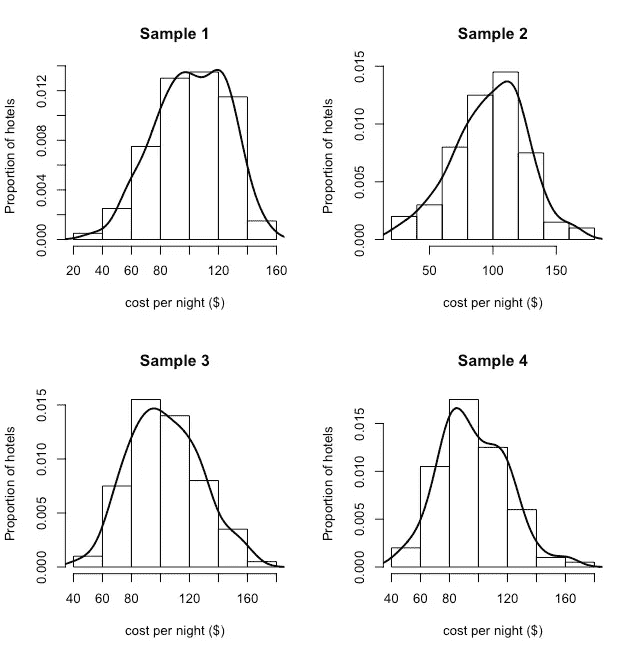 Sample 1
Proportion of hotels
0.000 0.004 0.008 0.012
20 40 60 80 120 160
cost per night ($)
Sample 2
Proportion of hotels
0.000 0.005 0.010 0.015
50 100 150
cost per night ($)
Sample 3
Proportion of hotels
0.000 0.005 0.010 0.015
40 60 80 120 160
cost per night ($)
Sample 4
Proportion of hotels
0.000 0.005 0.010 0.015
40 60 80 120 160
cost per night ($)